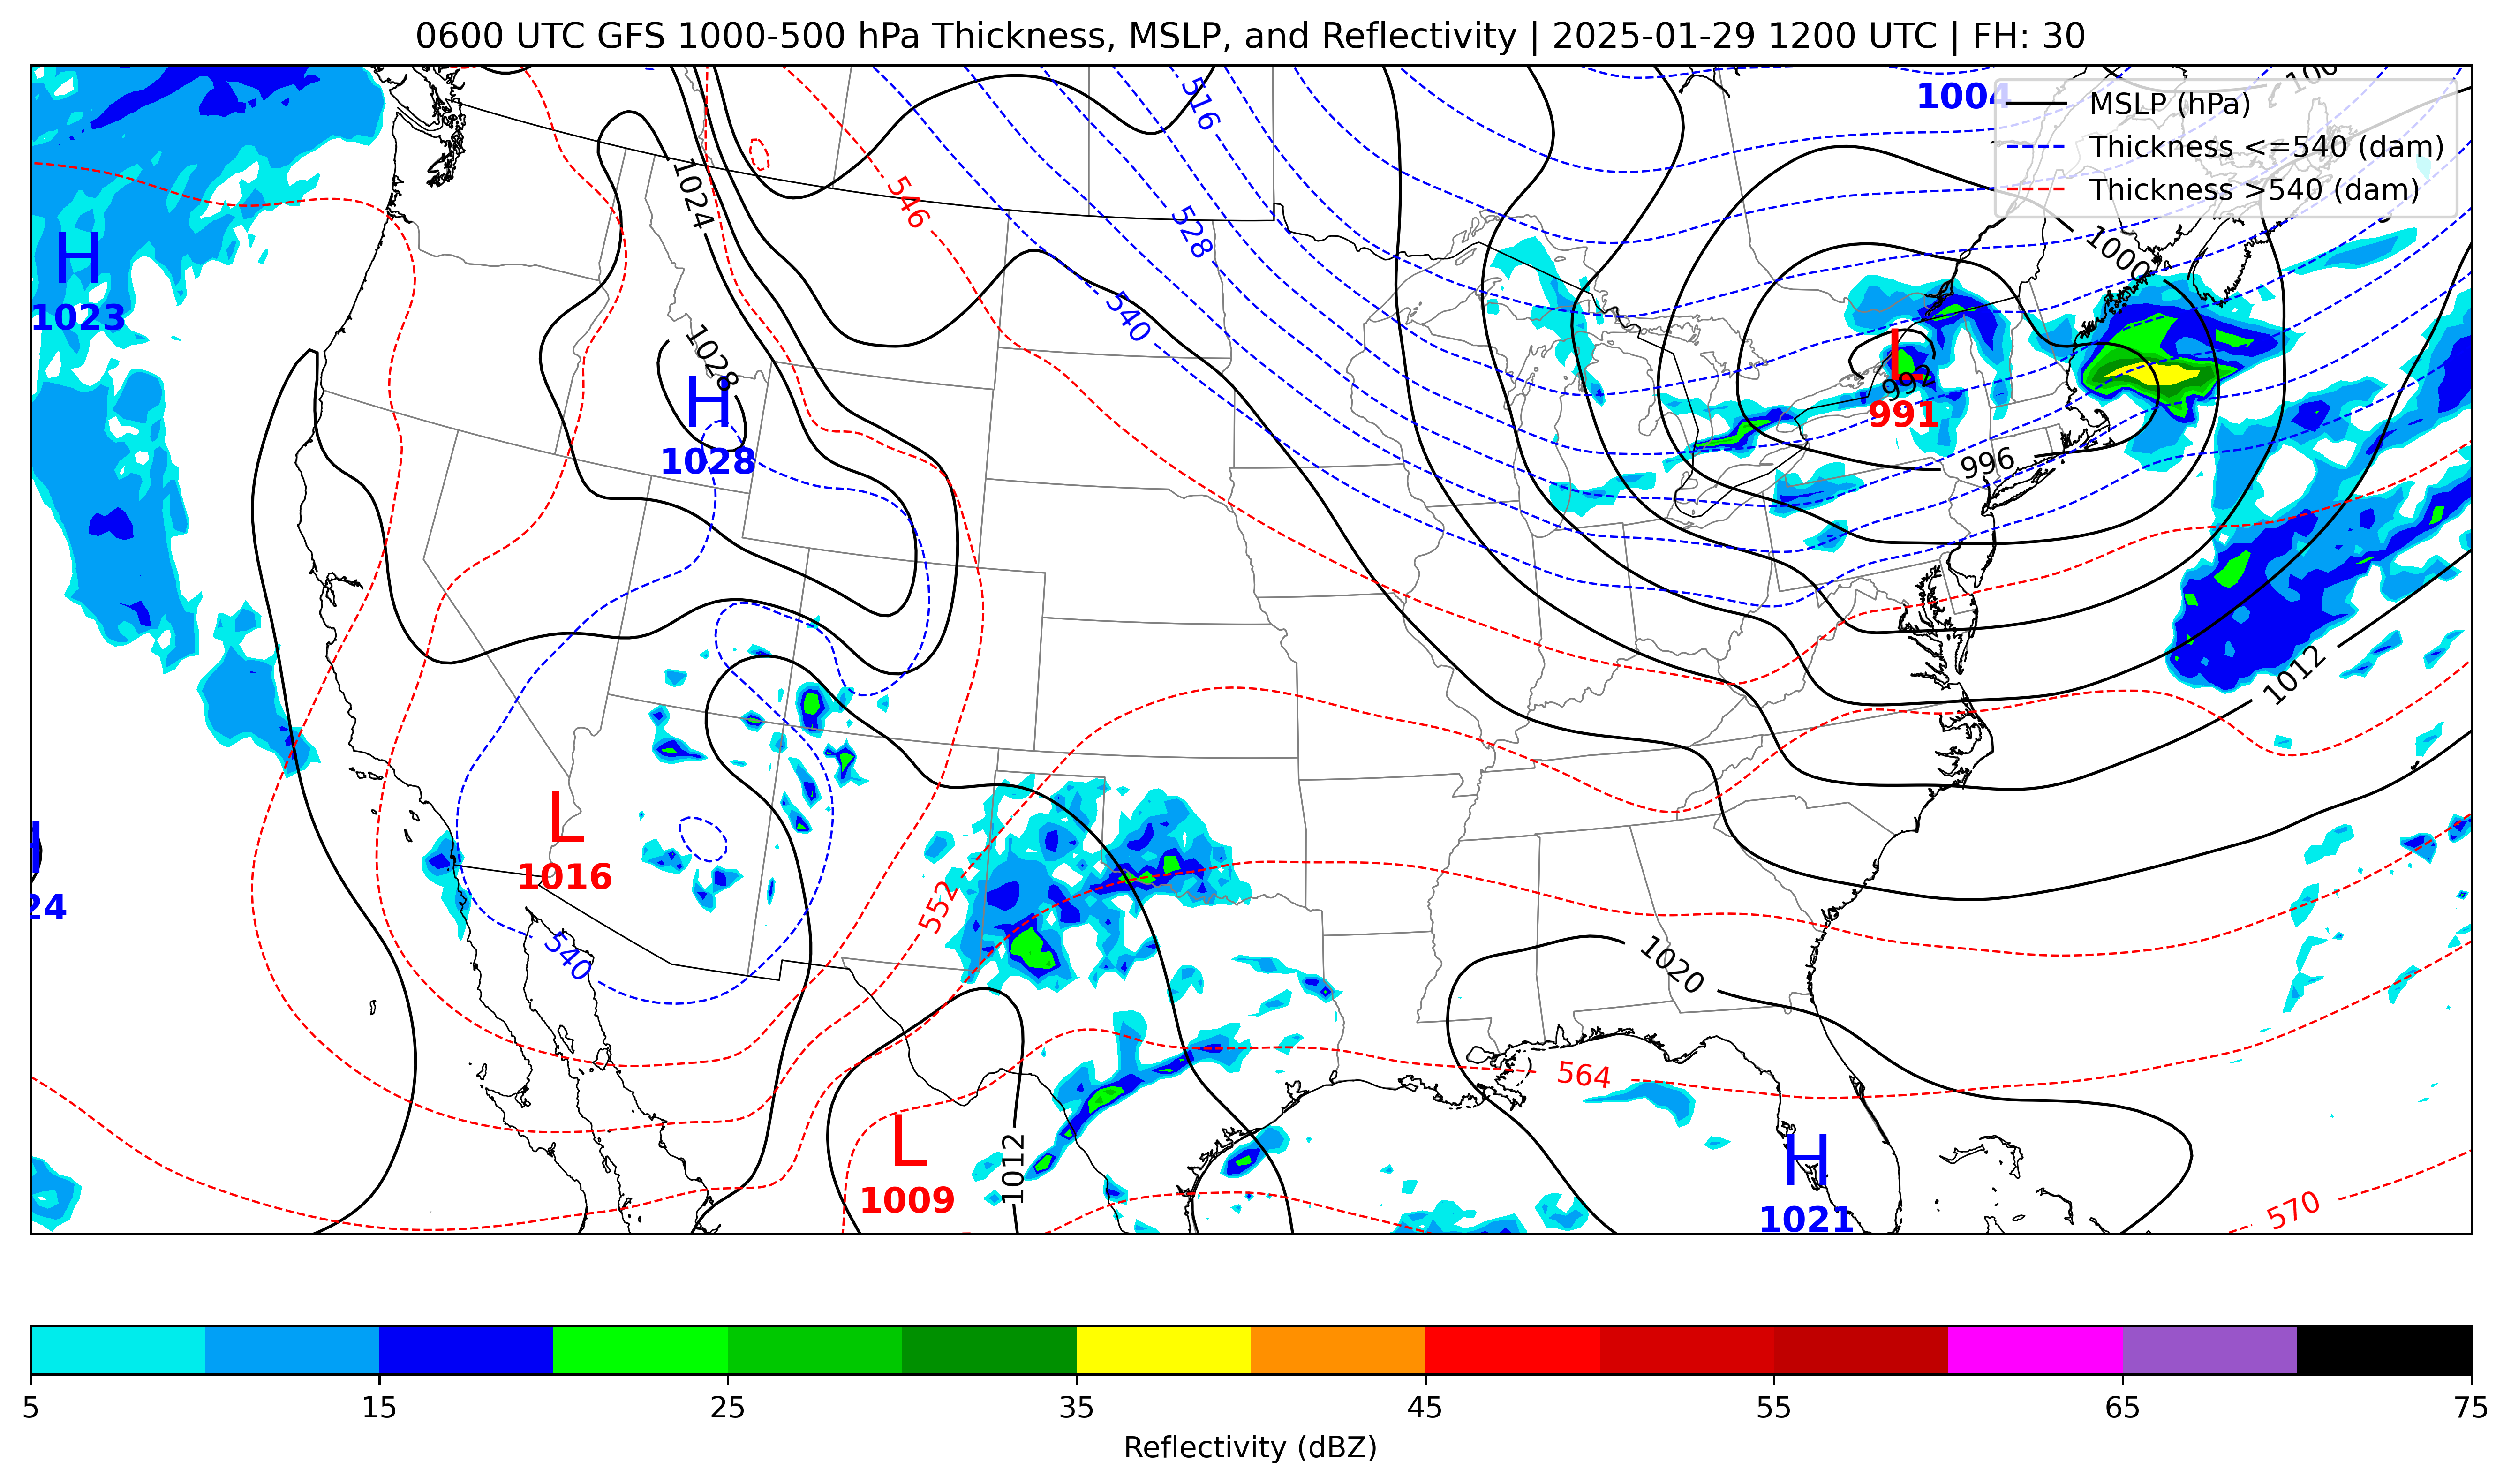 0600 UTC GFS 1000-500 hPa Thickness, MSLP, and Reflectivity | 2025-01-29 1200 UTC | FH: 30
1004
MSLP (hPa)
Thickness <=540 (dam)
Thickness >540 (dam)
516
1024
546
528
1000
H
1023
540
1028
H
1028
L
992
991
996
1012
L
1016
24
552
540
1020
564
L
1009
1012
H
1021
570
5 15 25 35 45 55 65 75
Reflectivity (dBZ)